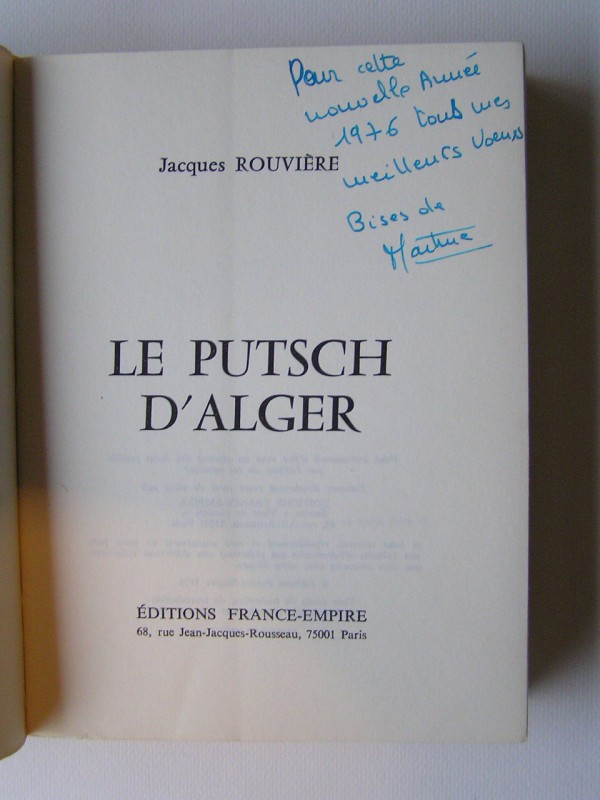 Pour cette
nouvelle Année
1976 tous mes
meilleurs Voeux
Bises de
Martine
Jacques ROUVIÈRE
LE PUTSCH
D'ALGER
ÉDITIONS FRANCE-EMPIRE
68, rue Jean-Jacques-Rousseau, 75001 Paris